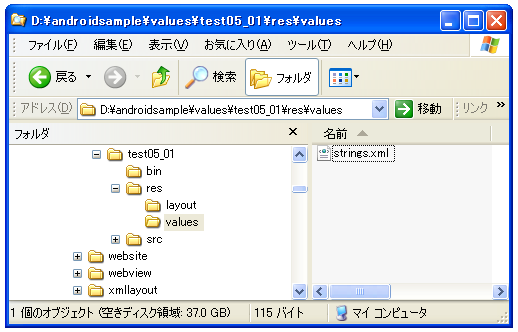 D:¥androidsample¥values¥test05_01¥res¥values
ファイル(F) 編集(E) 表示(V) お気に入り(A) ツール(T) ヘルプ(H)
戻る 検索 フォルダ
アドレス(D) D:¥androidsample¥values¥test05_01¥res¥values 移動 リンク »
フォルダ × 名前
test05_01
strings.xml
bin
res
layout
values
src
website
webview
xmllayout
1 個のオブジェクト (空きディスク領域: 37.0 GB) 115 バイト マイ コンピュータ